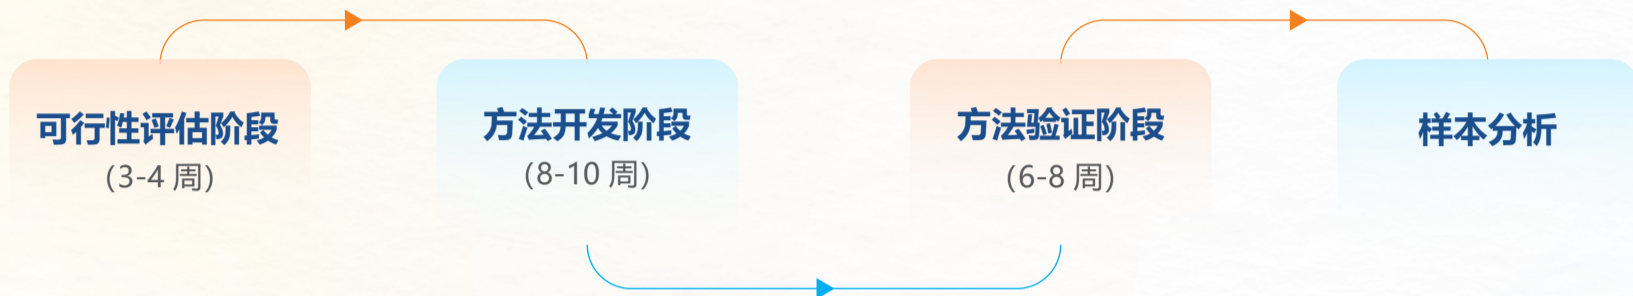 可行性评估阶段
(3-4 周)
方法开发阶段
(8-10 周)
方法验证阶段
(6-8 周)
样本分析